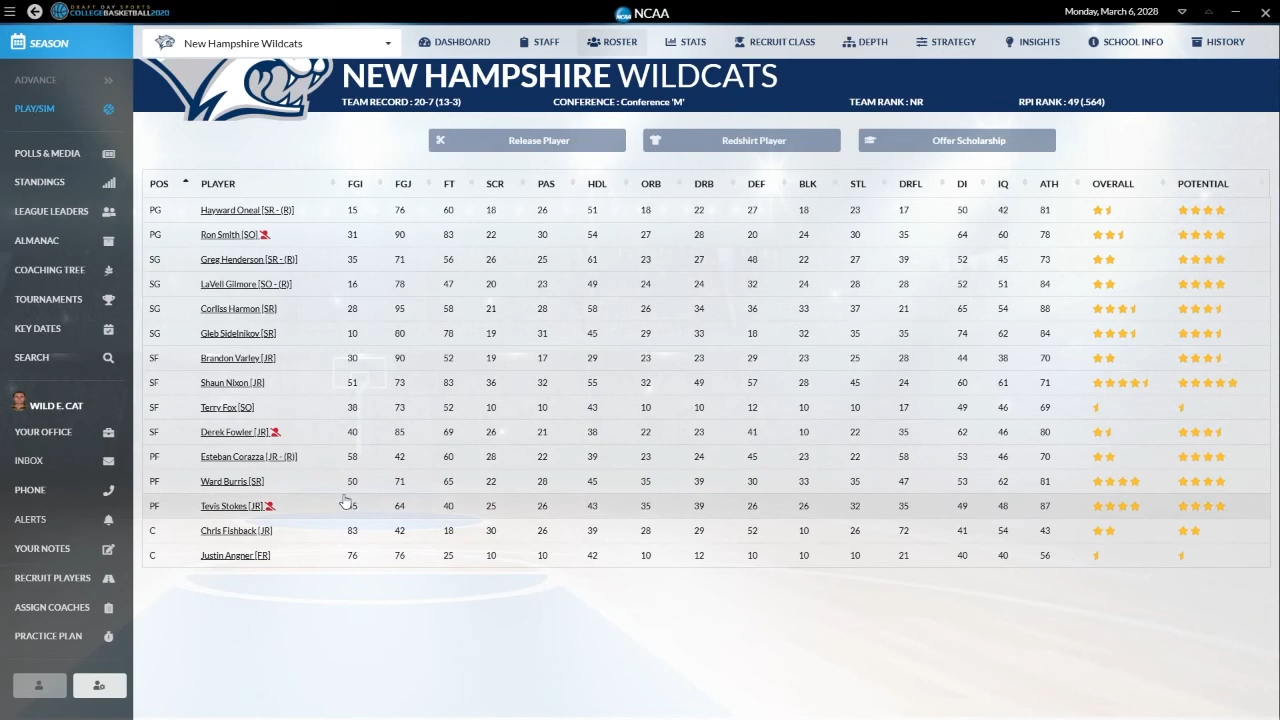 DRAFT DAY SPORTS
COLLEGE BASKETBALL 2020
NCAA
Monday, March 6, 2028
SEASON
New Hampshire Wildcats
DASHBOARD STAFF ROSTER STATS RECRUIT CLASS DEPTH STRATEGY INSIGHTS SCHOOL INFO HISTORY
NEW HAMPSHIRE WILDCATS
TEAM RECORD : 20-7 (13-3) CONFERENCE : Conference 'M' TEAM RANK : NR RPI RANK : 49 (.564)
ADVANCE
PLAY/SIM
POLLS & MEDIA
STANDINGS
LEAGUE LEADERS
ALMANAC
COACHING TREE
TOURNAMENTS
KEY DATES
SEARCH
WILD E. CAT
YOUR OFFICE
INBOX
PHONE
ALERTS
YOUR NOTES
RECRUIT PLAYERS
ASSIGN COACHES
PRACTICE PLAN
Release Player Redshirt Player Offer Scholarship
POS PLAYER FGI FGJ FT SCR PAS HDL ORB DRB DEF BLK STL DRFL DI IQ ATH OVERALL POTENTIAL
PG Hayward Oneal [SR - (R)] 15 76 60 18 26 51 18 22 27 18 23 17 50 42 81
PG Ron Smith [SO] 31 90 83 22 30 54 27 28 20 24 30 35 64 60 78
SG Greg Henderson [SR - (R)] 35 71 56 26 25 61 23 27 48 22 27 39 52 45 73
SG LaVell Gilmore [SO - (R)] 16 78 47 20 23 49 24 24 32 24 28 28 52 51 84
SG Corliss Harmon [SR] 28 95 58 21 28 58 26 34 36 33 37 21 65 54 88
SG Gleb Sidelnikov [SR] 10 80 78 19 31 45 29 33 18 32 35 35 74 62 84
SF Brandon Varley [JR] 30 90 52 19 17 29 23 23 29 23 25 28 44 38 70
SF Shaun Nixon [JR] 51 73 83 36 32 55 32 49 57 28 45 24 60 61 71
SF Terry Fox [SO] 38 73 52 10 10 43 10 10 12 10 10 17 49 46 69
SF Derek Fowler [JR] 40 85 69 26 21 38 22 23 41 10 22 35 62 46 80
PF Esteban Corazza [JR - (R)] 58 42 60 28 22 39 23 24 45 23 22 58 53 46 70
PF Ward Burris [SR] 50 71 65 22 28 45 35 39 30 33 35 47 53 62 81
PF Tevis Stokes [JR] 64 40 25 26 43 35 39 26 26 32 35 49 48 87
C Chris Fishback [JR] 83 42 18 30 26 39 28 29 52 10 26 72 41 54 43
C Justin Angner [FR] 76 76 25 10 10 42 10 12 10 10 10 21 40 40 56